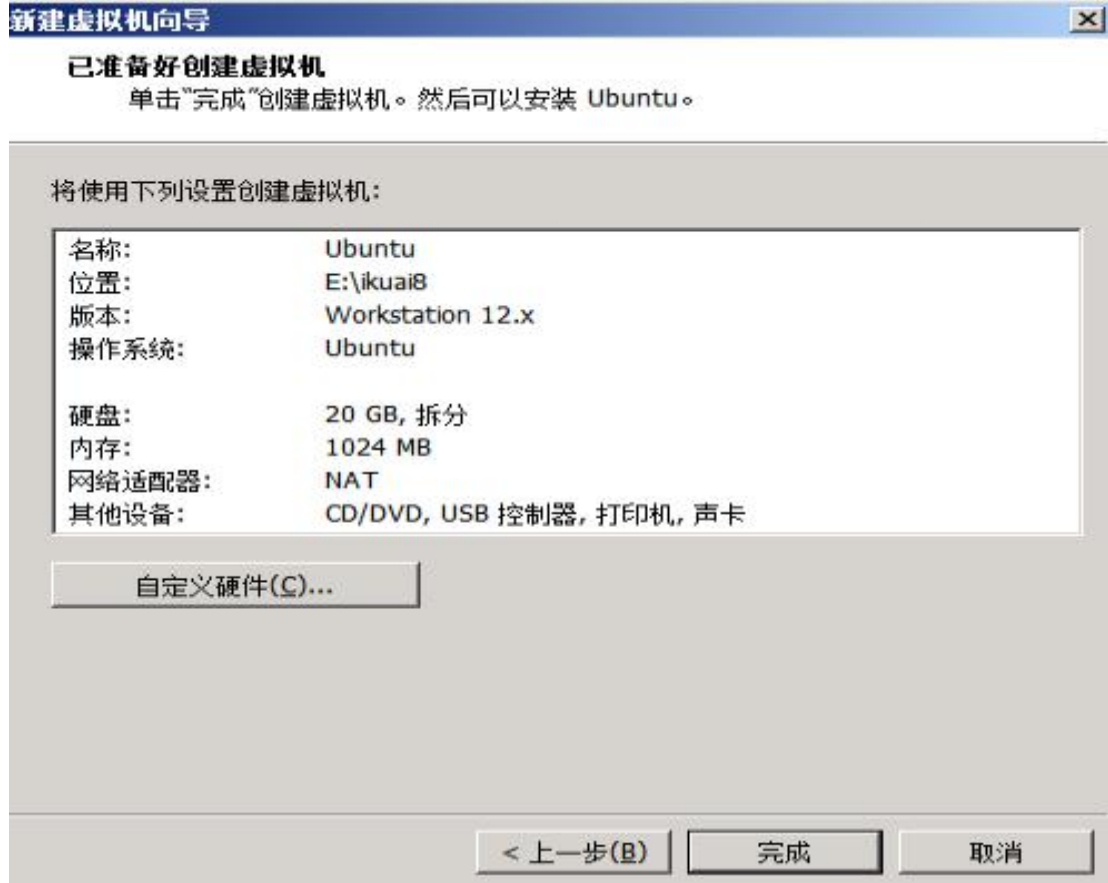 新建虚拟机向导
已准备好创建虚拟机
单击"完成"创建虚拟机。然后可以安装 Ubuntu。
将使用下列设置创建虚拟机:
名称: Ubuntu
位置: E:\ikuai8
版本: Workstation 12.x
操作系统: Ubuntu
硬盘: 20 GB, 拆分
内存: 1024 MB
网络适配器: NAT
其他设备: CD/DVD, USB 控制器, 打印机, 声卡
自定义硬件(C)...
< 上一步(B) 完成 取消